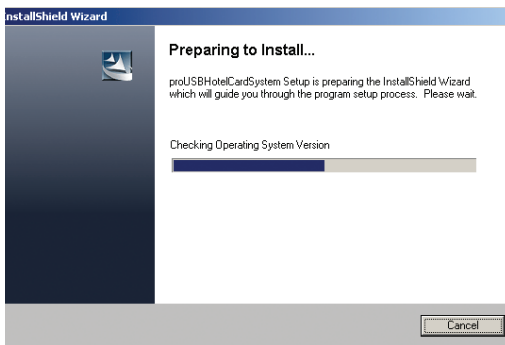 InstallShield Wizard
Preparing to Install...
proUSBHotelCardSystem Setup is preparing the InstallShield Wizard
which will guide you through the program setup process. Please wait.
Checking Operating System Version
Cancel